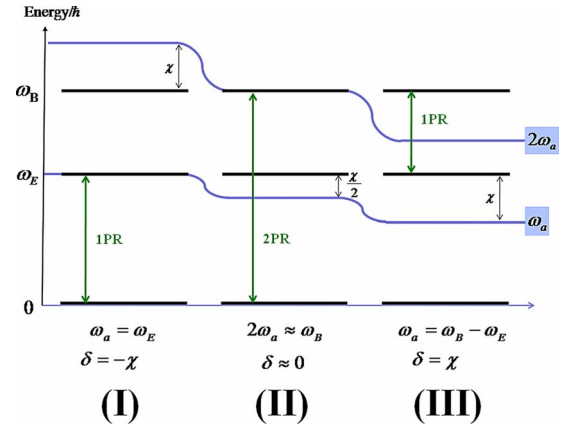 Energy/ℏ
χ
ω_B
1PR
2ω_a
ω_E
χ/2
χ
1PR
2PR
ω_a
0
ω_a = ω_E 2ω_a ≈ ω_B ω_a = ω_B − ω_E
δ = −χ δ ≈ 0 δ = χ
(I) (II) (III)